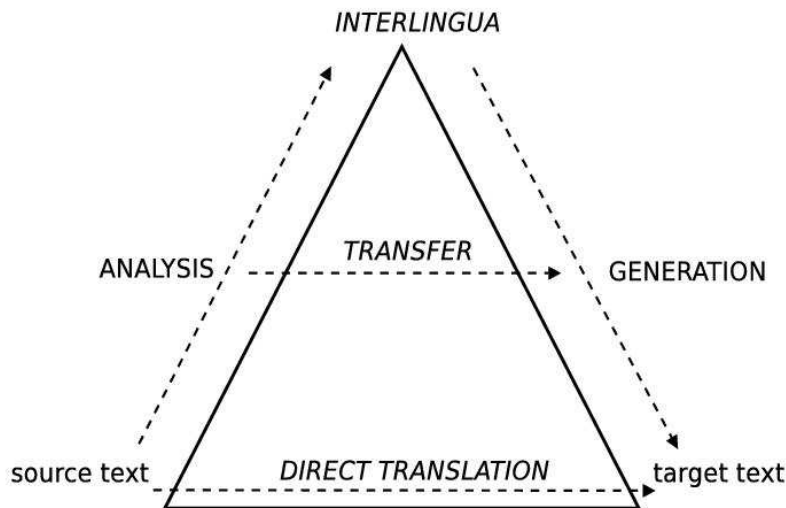 INTERLINGUA
TRANSFER
ANALYSIS
GENERATION
DIRECT TRANSLATION
source text
target text